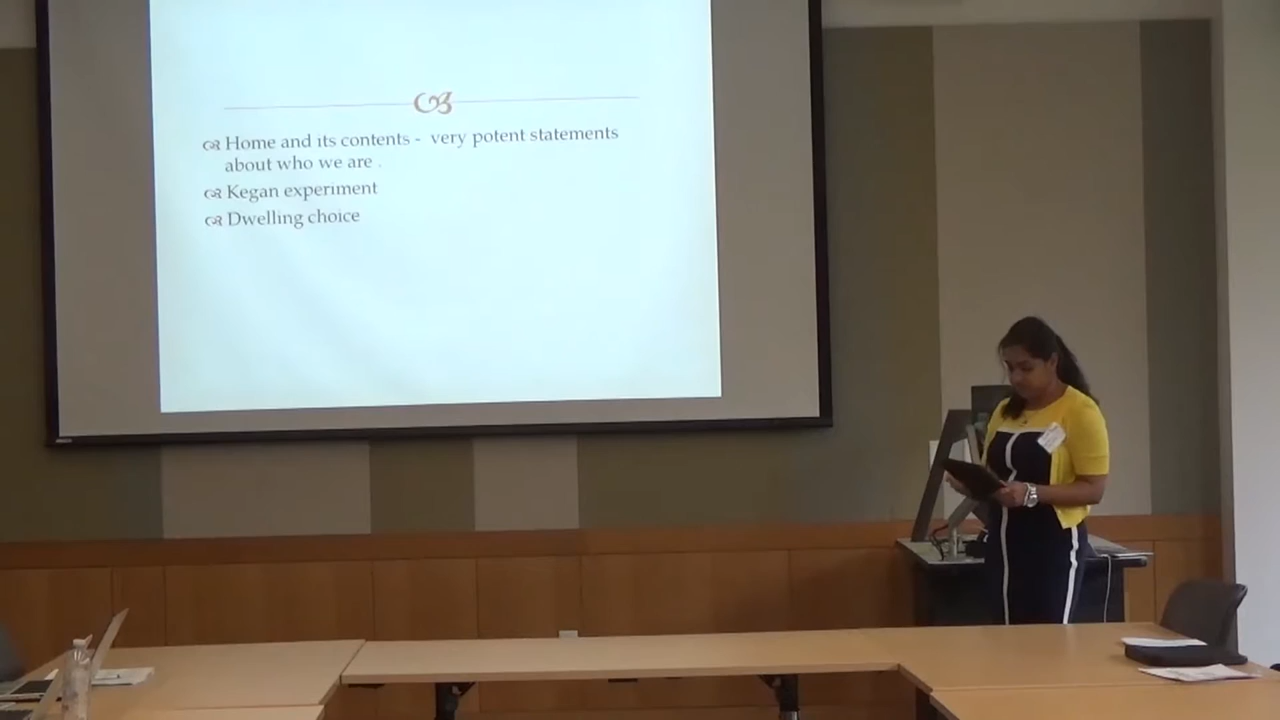 Home and its contents - very potent statements
about who we are .
Kegan experiment
Dwelling choice